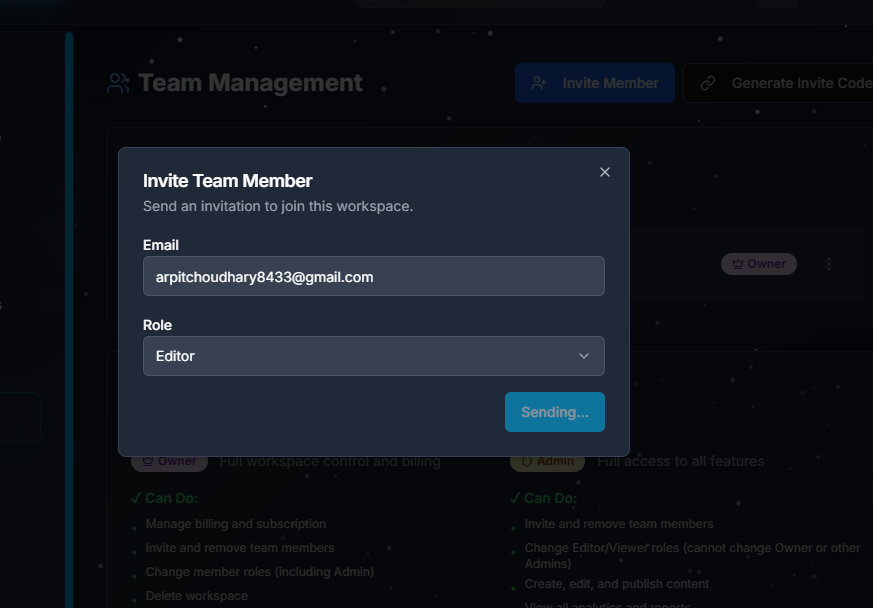 Team Management
Invite Member
Generate Invite Code
Invite Team Member
Send an invitation to join this workspace.
Email
arpitchoudhary8433@gmail.com
Role
Editor
Sending...
Owner
Owner
Full workspace control and billing
✓ Can Do:
Manage billing and subscription
Invite and remove team members
Change member roles (including Admin)
Delete workspace
Admin
Full access to all features
✓ Can Do:
Invite and remove team members
Change Editor/Viewer roles (cannot change Owner or other
Admins)
Create, edit, and publish content
View all analytics and reports